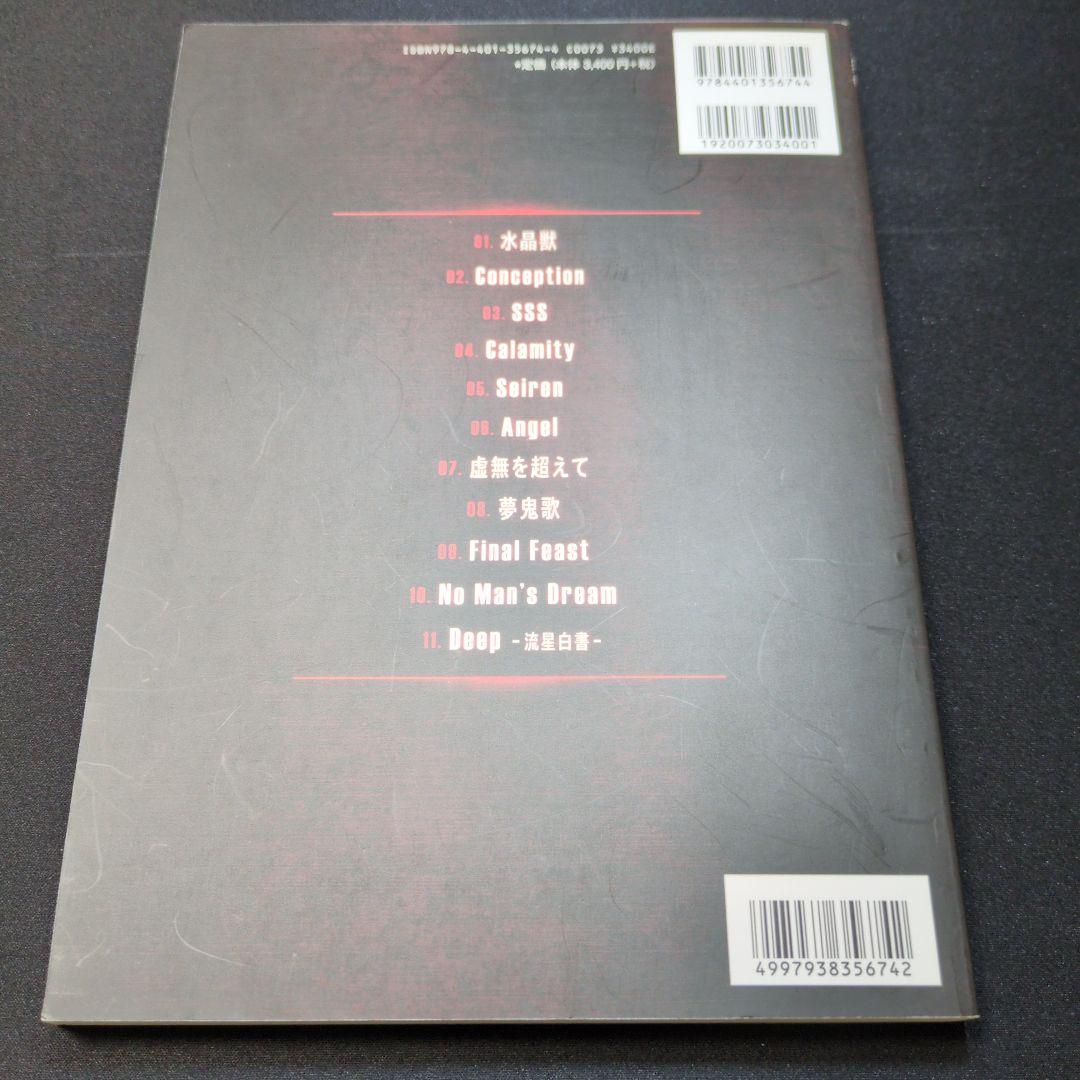 ISBN978-4-401-35674-4 C0073 ¥3400E
*定価(本体3,400円+税)
9784401356744
1920073034001
01. 水晶獣
02. Conception
03. SSS
04. Calamity
05. Seiren
06. Angel
07. 虚無を超えて
08. 夢鬼歌
09. Final Feast
10. No Man's Dream
11. Deep -流星白書-
4997938356742